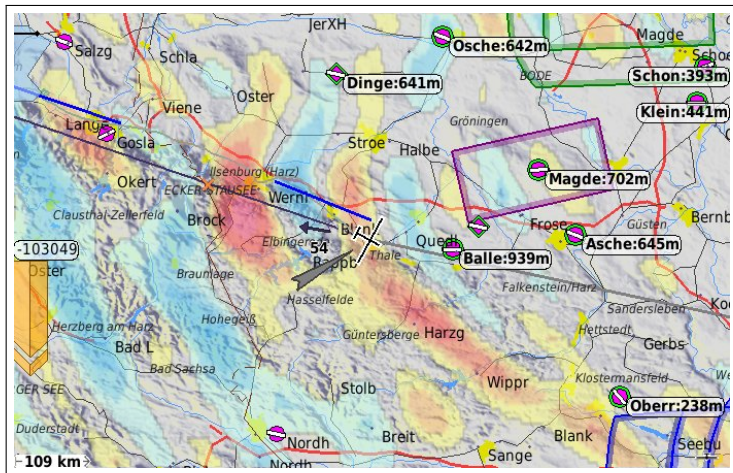 JerXH
Magde
Salzg
Osche:642m
Schla
Schon:393m
BODE
Dinge:641m
Oster
Klein:441m
Viene
Lange
Gröningen
Gosla
Stroe
Halbe
Ilsenburg (Harz)
Magde:702m
Okert
ECKER-STAUSEE
Werni
Clausthal-Zellerfeld
Brock
Blank
Bernb
Güsten
Frose
Quedl
Asche:645m
54
Elbingerode
-103049
Thale
Balle:939m
Rappb
Oster
Braunlage
Falkenstein/Harz
Hasselfelde
Sandersleben
Hohegeiß
Herzberg am Harz
Hettstedt
Güntersberge
Harzg
Gerbs
Bad L
Bad Sachsa
Klostermansfeld
Wippr
Stolb
Oberr:238m
Duderstadt
Nordh
Breit
Blank
Seebu
Sange
Nordh
109 km